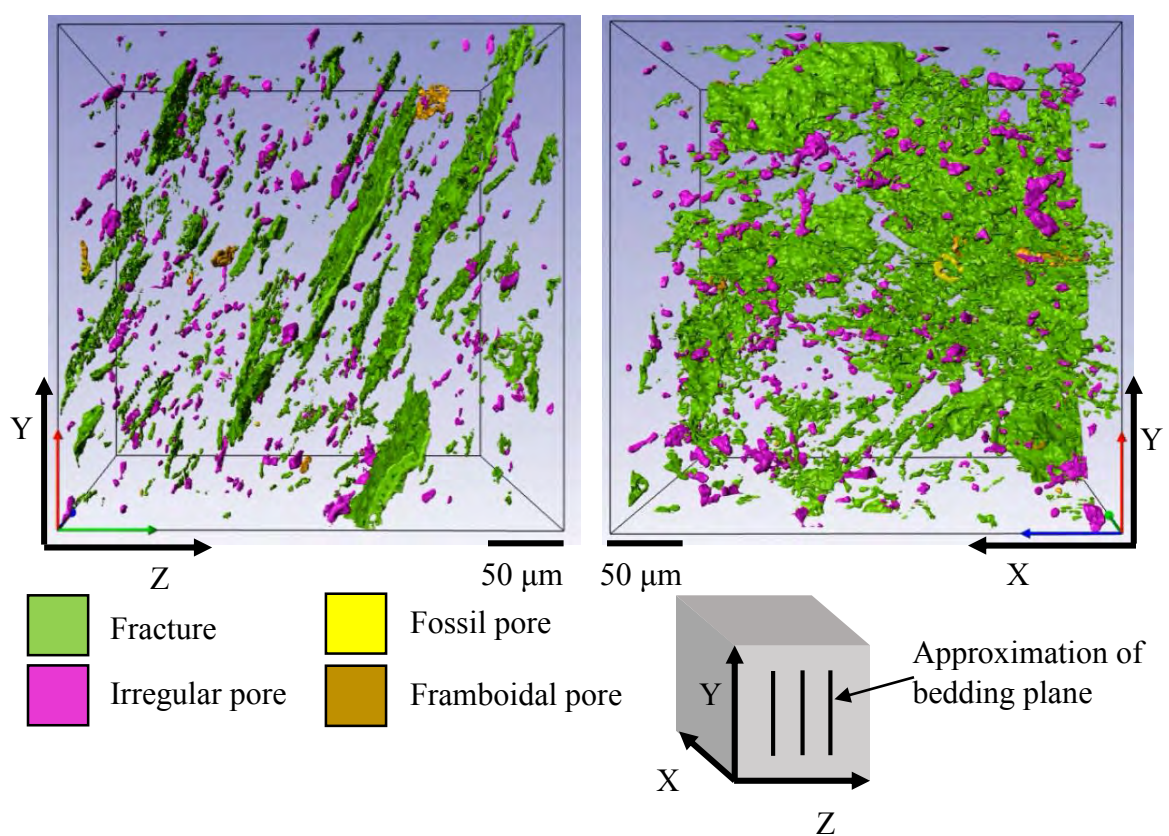 Y
Y
Z
50 μm
50 μm
X
Fracture
Fossil pore
Irregular pore
Framboidal pore
Approximation of
bedding plane
Y
X
Z